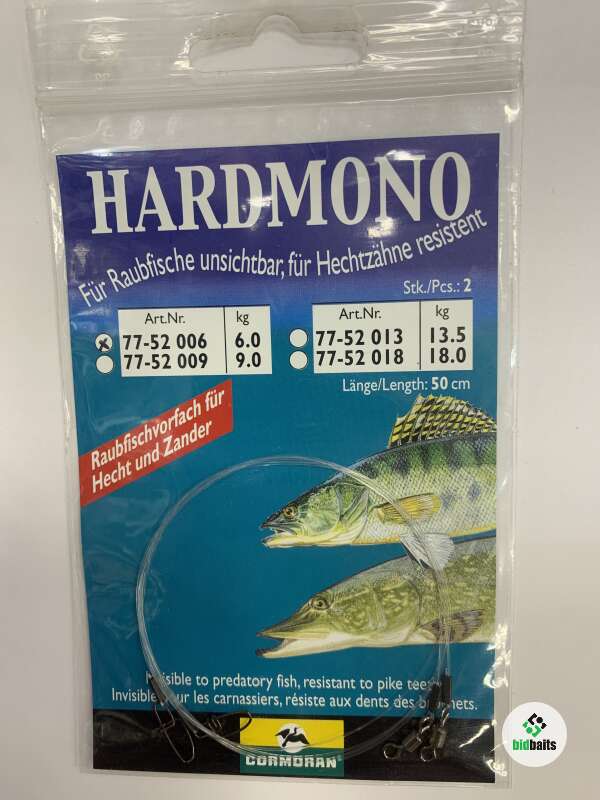 HARDMONO
Für Raubfische unsichtbar, für Hechtzähne resistent
Stk./Pcs.: 2
Art.Nr. kg Art.Nr. kg
77-52 006 6.0 77-52 013 13.5
77-52 009 9.0 77-52 018 18.0
Länge/Length: 50 cm
Raubfischvorfach für
Hecht und Zander
to predatory fish, resistant to pike
les carnassiers, résiste aux dents des
CORMORAN
bidbaits